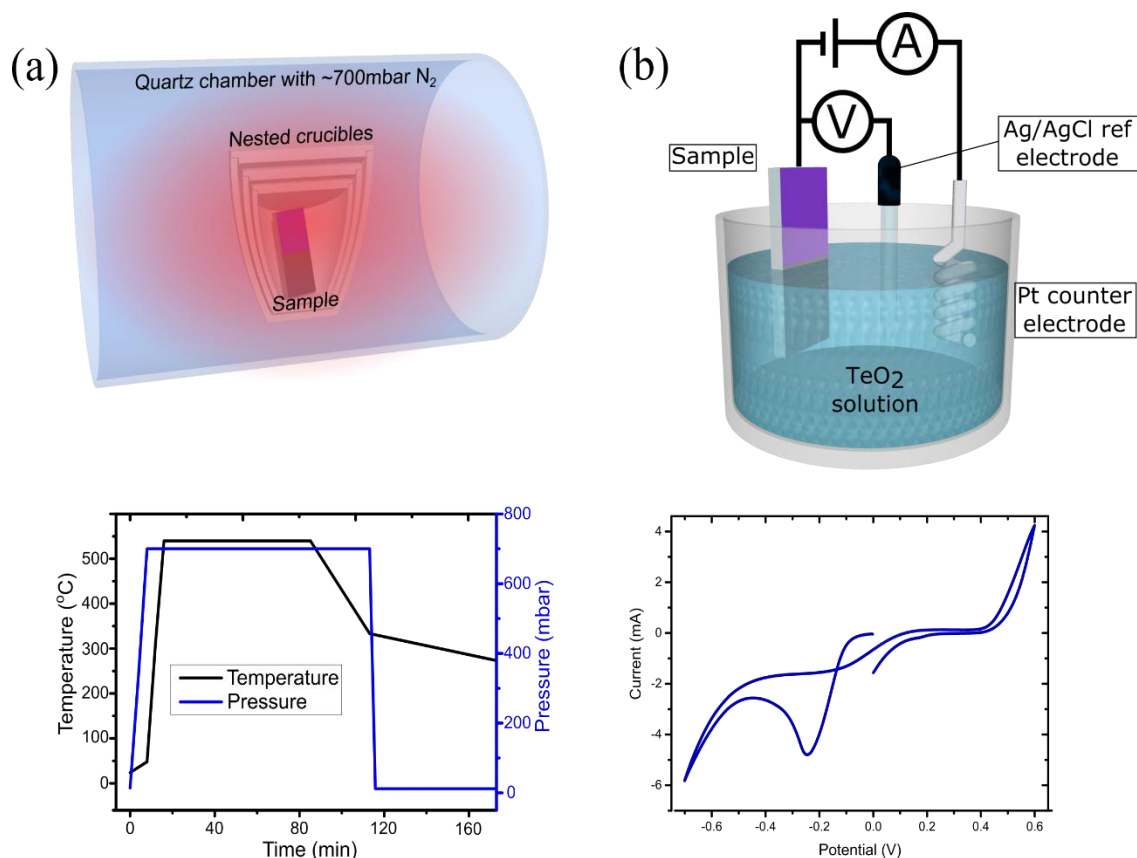 (a)
Quartz chamber with ~700mbar N2
Nested crucibles
Sample
(b)
A
V
Sample
Ag/AgCl ref
electrode
Pt counter
electrode
TeO2
solution
Temperature (°C)
500
400
300
200
100
0
Temperature
Pressure
800
600
400
200
0
Pressure (mbar)
0
40
80
120
160
Time (min)
Current (mA)
4
2
0
-2
-4
-6
-0.6
-0.4
-0.2
0.0
0.2
0.4
0.6
Potential (V)